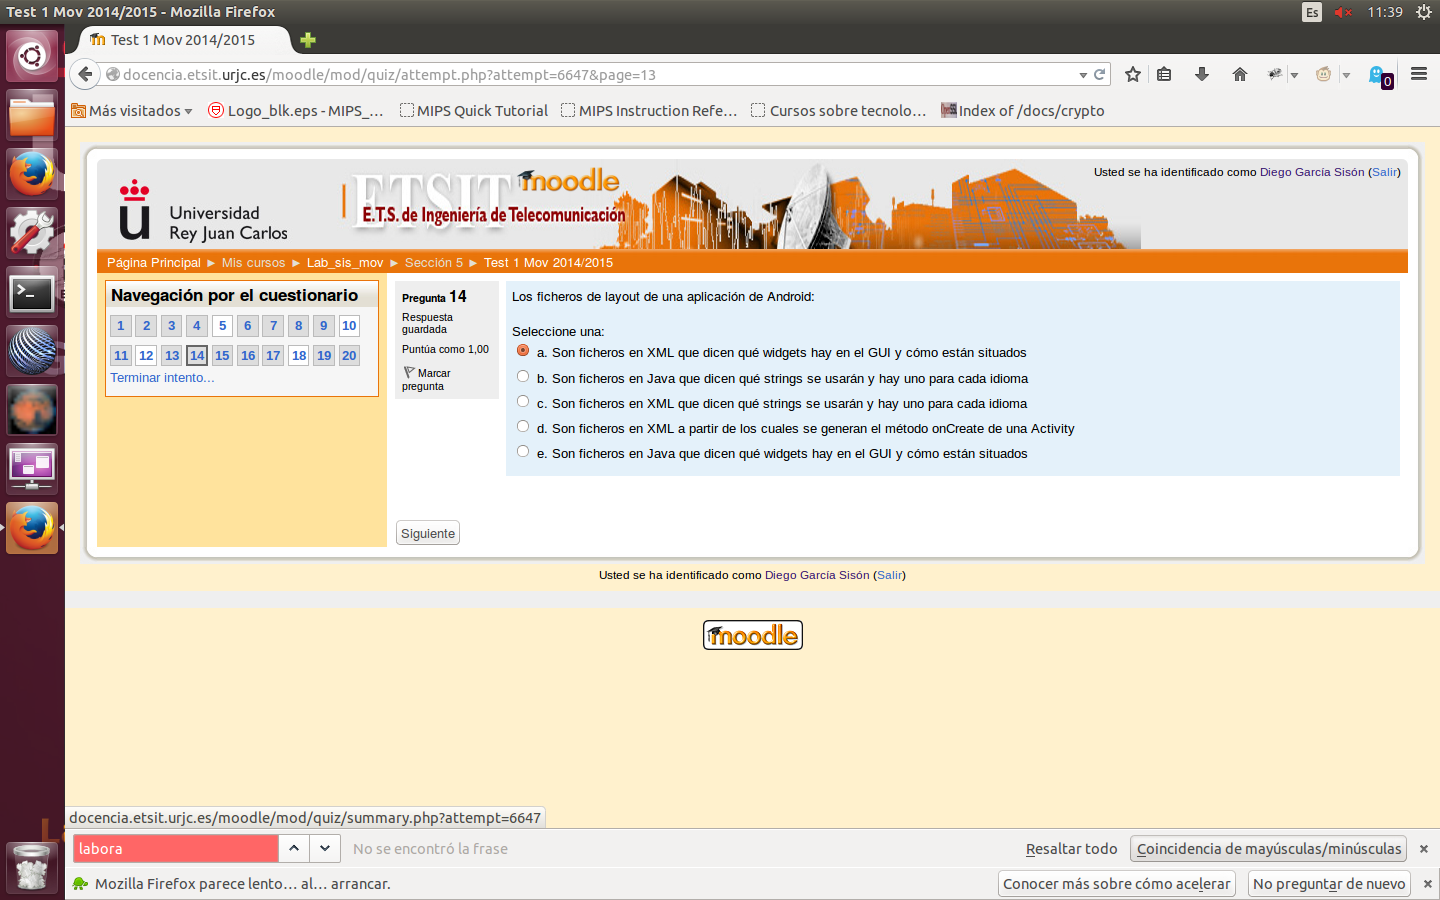 Test 1 Mov 2014/2015 - Mozilla Firefox
Es
11:39
Test 1 Mov 2014/2015
docencia.etsit.urjc.es/moodle/mod/quiz/attempt.php?attempt=6647&page=13
0
Más visitados
Logo_blk.eps - MIPS_...
MIPS Quick Tutorial
MIPS Instruction Refe...
Cursos sobre tecnolo...
Index of /docs/crypto
Universidad
Rey Juan Carlos
ETSIT
moodle
E.T.S. de Ingeniería de Telecomunicación
Usted se ha identificado como Diego García Sisón (Salir)
Página Principal ► Mis cursos ► Lab_sis_mov ► Sección 5 ► Test 1 Mov 2014/2015
Navegación por el cuestionario
1 2 3 4 5 6 7 8 9 10
11 12 13 14 15 16 17 18 19 20
Terminar intento...
Pregunta 14
Respuesta
guardada
Puntúa como 1,00
Marcar
pregunta
Los ficheros de layout de una aplicación de Android:
Seleccione una:
a. Son ficheros en XML que dicen qué widgets hay en el GUI y cómo están situados
b. Son ficheros en Java que dicen qué strings se usarán y hay uno para cada idioma
c. Son ficheros en XML que dicen qué strings se usarán y hay uno para cada idioma
d. Son ficheros en XML a partir de los cuales se generan el método onCreate de una Activity
e. Son ficheros en Java que dicen qué widgets hay en el GUI y cómo están situados
Siguiente
Usted se ha identificado como Diego García Sisón (Salir)
moodle
docencia.etsit.urjc.es/moodle/mod/quiz/summary.php?attempt=6647
labora
No se encontró la frase
Resaltar todo
Coincidencia de mayúsculas/minúsculas
Mozilla Firefox parece lento... al... arrancar.
Conocer más sobre cómo acelerar
No preguntar de nuevo